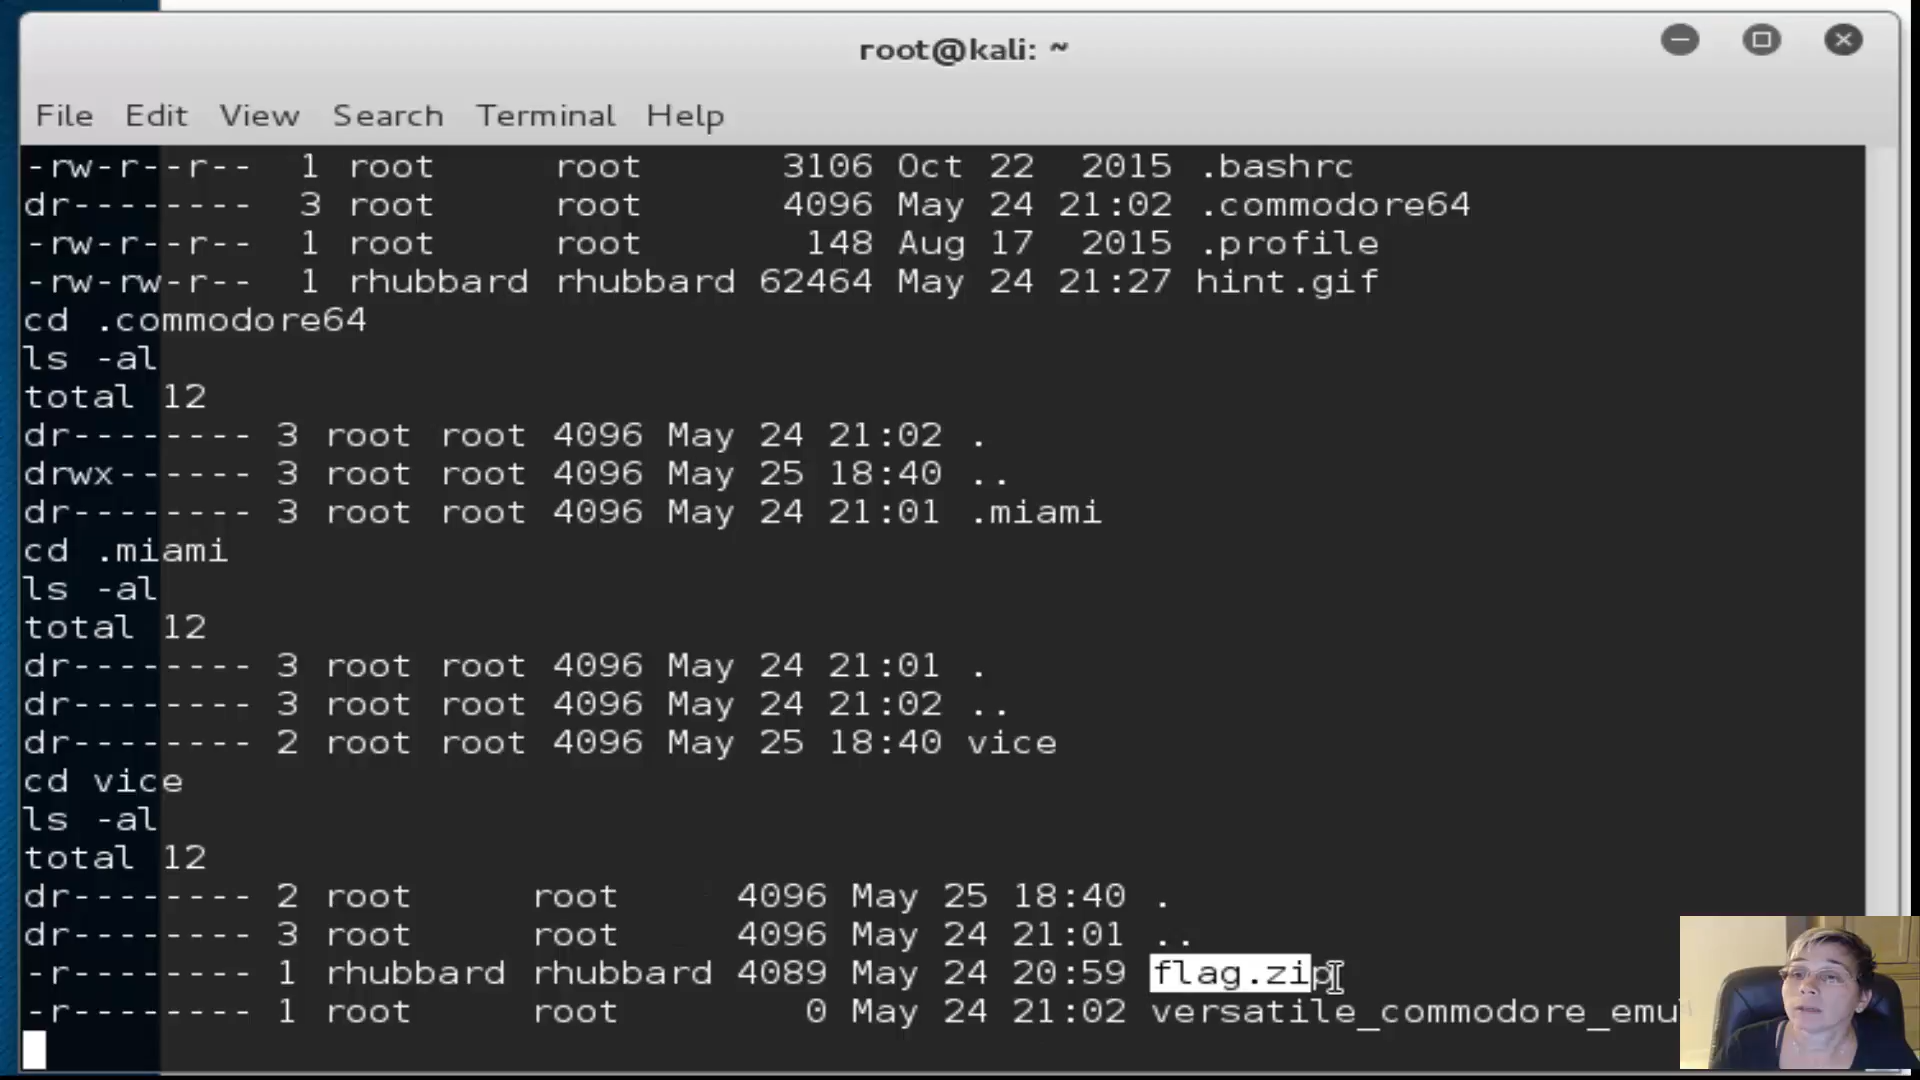 root@kali: ~
File Edit View Search Terminal Help
-rw-r--r-- 1 root root 3106 Oct 22 2015 .bashrc
dr-------- 3 root root 4096 May 24 21:02 .commodore64
-rw-r--r-- 1 root root 148 Aug 17 2015 .profile
-rw-rw-r-- 1 rhubbard rhubbard 62464 May 24 21:27 hint.gif
cd .commodore64
ls -al
total 12
dr-------- 3 root root 4096 May 24 21:02 .
drwx------ 3 root root 4096 May 25 18:40 ..
dr-------- 3 root root 4096 May 24 21:01 .miami
cd .miami
ls -al
total 12
dr-------- 3 root root 4096 May 24 21:01 .
dr-------- 3 root root 4096 May 24 21:02 ..
dr-------- 2 root root 4096 May 25 18:40 vice
cd vice
ls -al
total 12
dr-------- 2 root root 4096 May 25 18:40 .
dr-------- 3 root root 4096 May 24 21:01 ..
-r-------- 1 rhubbard rhubbard 4089 May 24 20:59 flag.zip
-r-------- 1 root root 0 May 24 21:02 versatile_commodore_emu